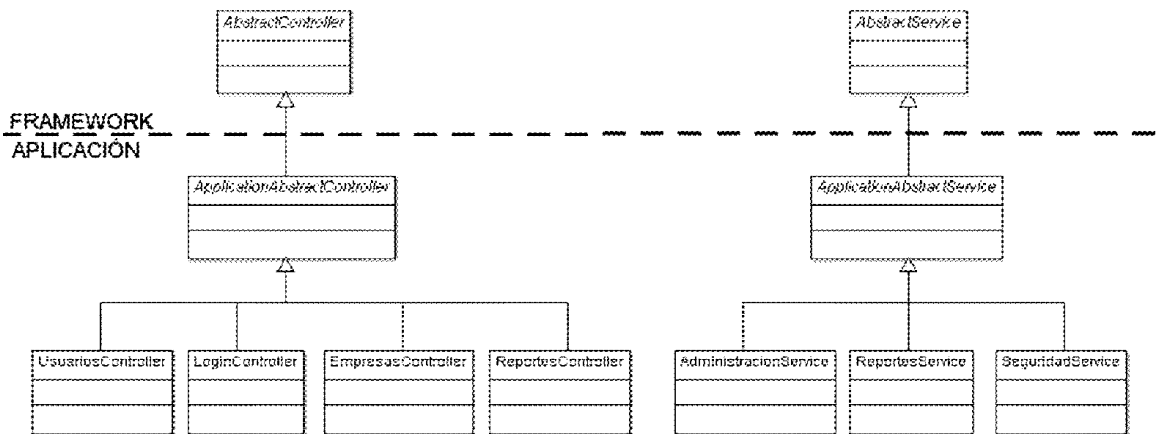 AbstractController
AbstractService
FRAMEWORK
APLICACIÓN
ApplicationAbstractController
ApplicationAbstractService
UsuariosController
LoginController
EmpresasController
ReportesController
AdministracionService
ReportesService
SeguridadService